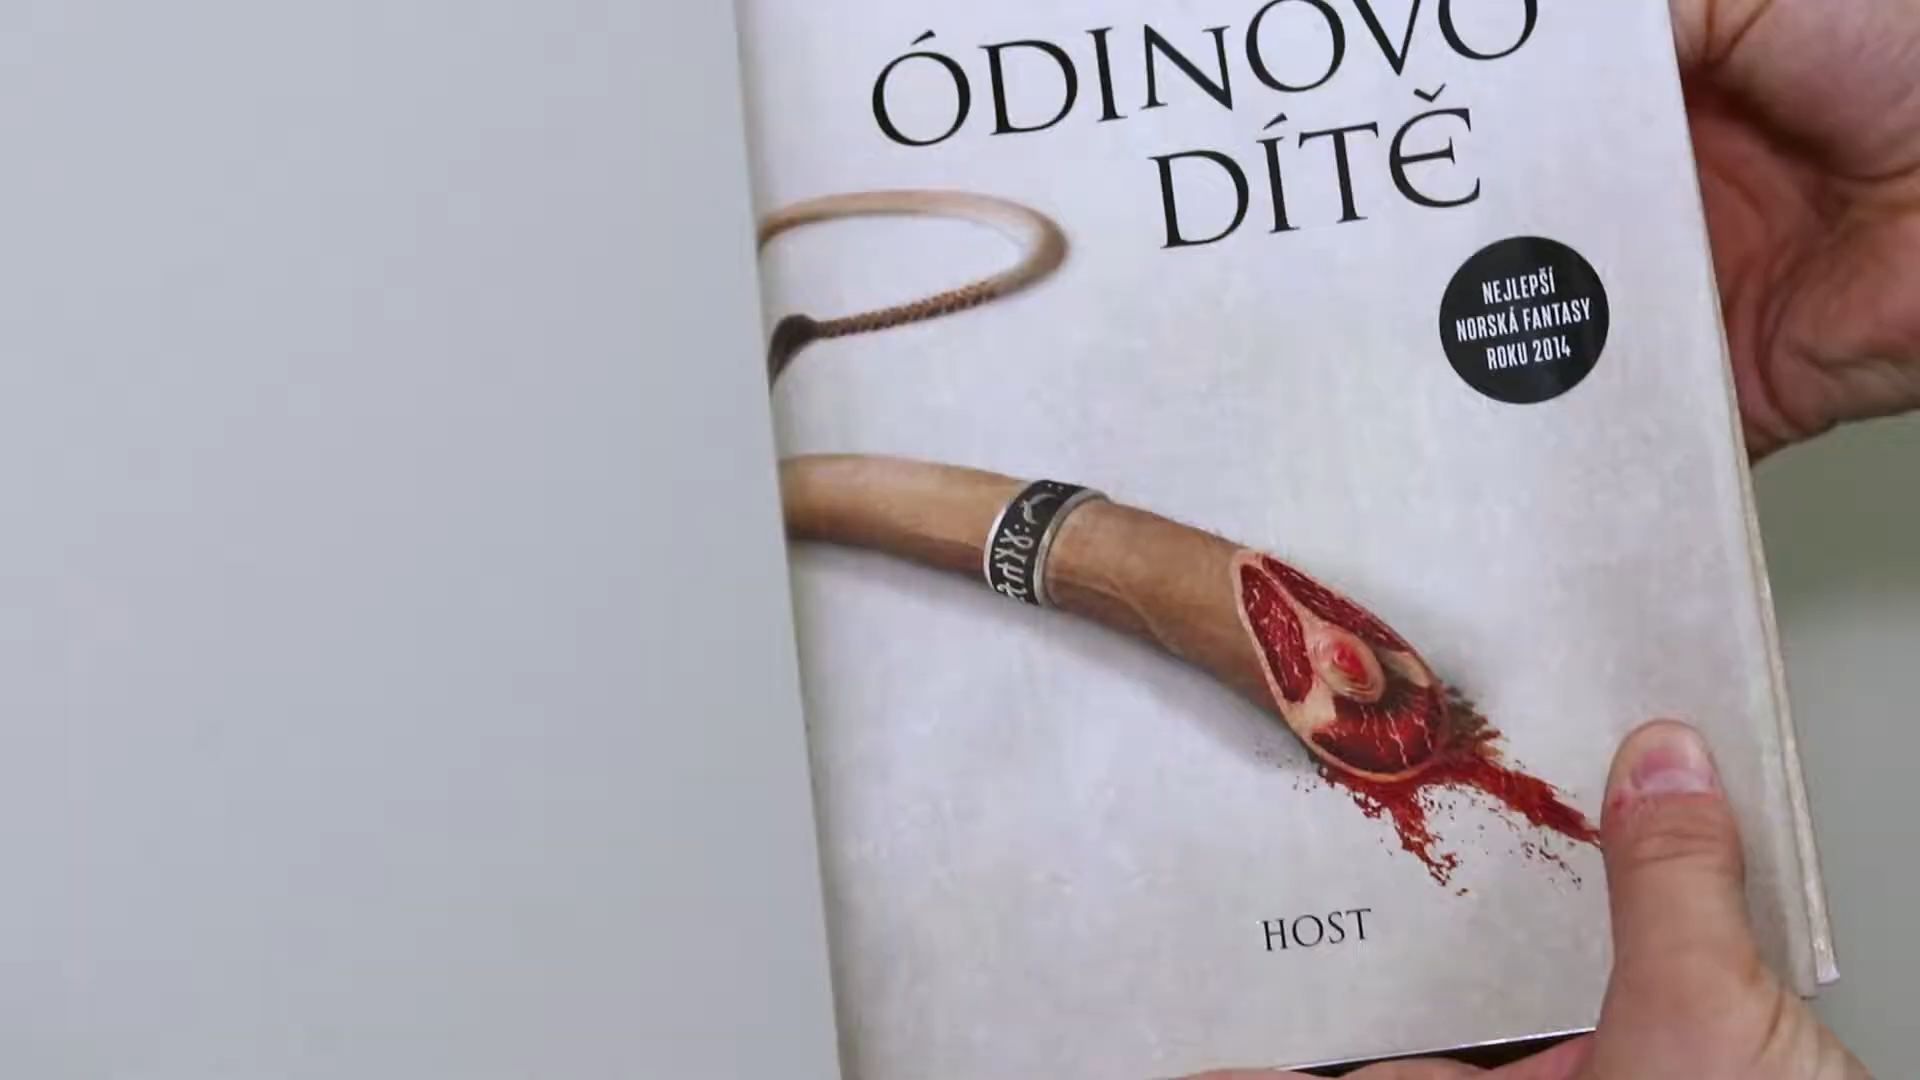 ÓDINOVO
DÍTĚ
NEJLEPŠÍ
NORSKÁ FANTASY
ROKU 2014
HOST